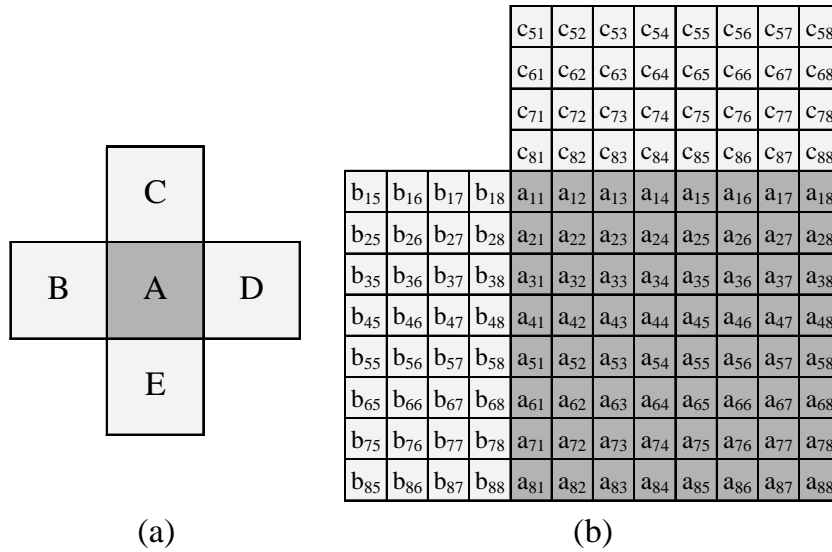 C
B A D
E
(a)
c₅₁ c₅₂ c₅₃ c₅₄ c₅₅ c₅₆ c₅₇ c₅₈
c₆₁ c₆₂ c₆₃ c₆₄ c₆₅ c₆₆ c₆₇ c₆₈
c₇₁ c₇₂ c₇₃ c₇₄ c₇₅ c₇₆ c₇₇ c₇₈
c₈₁ c₈₂ c₈₃ c₈₄ c₈₅ c₈₆ c₈₇ c₈₈
b₁₅ b₁₆ b₁₇ b₁₈ a₁₁ a₁₂ a₁₃ a₁₄ a₁₅ a₁₆ a₁₇ a₁₈
b₂₅ b₂₆ b₂₇ b₂₈ a₂₁ a₂₂ a₂₃ a₂₄ a₂₅ a₂₆ a₂₇ a₂₈
b₃₅ b₃₆ b₃₇ b₃₈ a₃₁ a₃₂ a₃₃ a₃₄ a₃₅ a₃₆ a₃₇ a₃₈
b₄₅ b₄₆ b₄₇ b₄₈ a₄₁ a₄₂ a₄₃ a₄₄ a₄₅ a₄₆ a₄₇ a₄₈
b₅₅ b₅₆ b₅₇ b₅₈ a₅₁ a₅₂ a₅₃ a₅₄ a₅₅ a₅₆ a₅₇ a₅₈
b₆₅ b₆₆ b₆₇ b₆₈ a₆₁ a₆₂ a₆₃ a₆₄ a₆₅ a₆₆ a₆₇ a₆₈
b₇₅ b₇₆ b₇₇ b₇₈ a₇₁ a₇₂ a₇₃ a₇₄ a₇₅ a₇₆ a₇₇ a₇₈
b₈₅ b₈₆ b₈₇ b₈₈ a₈₁ a₈₂ a₈₃ a₈₄ a₈₅ a₈₆ a₈₇ a₈₈
(b)